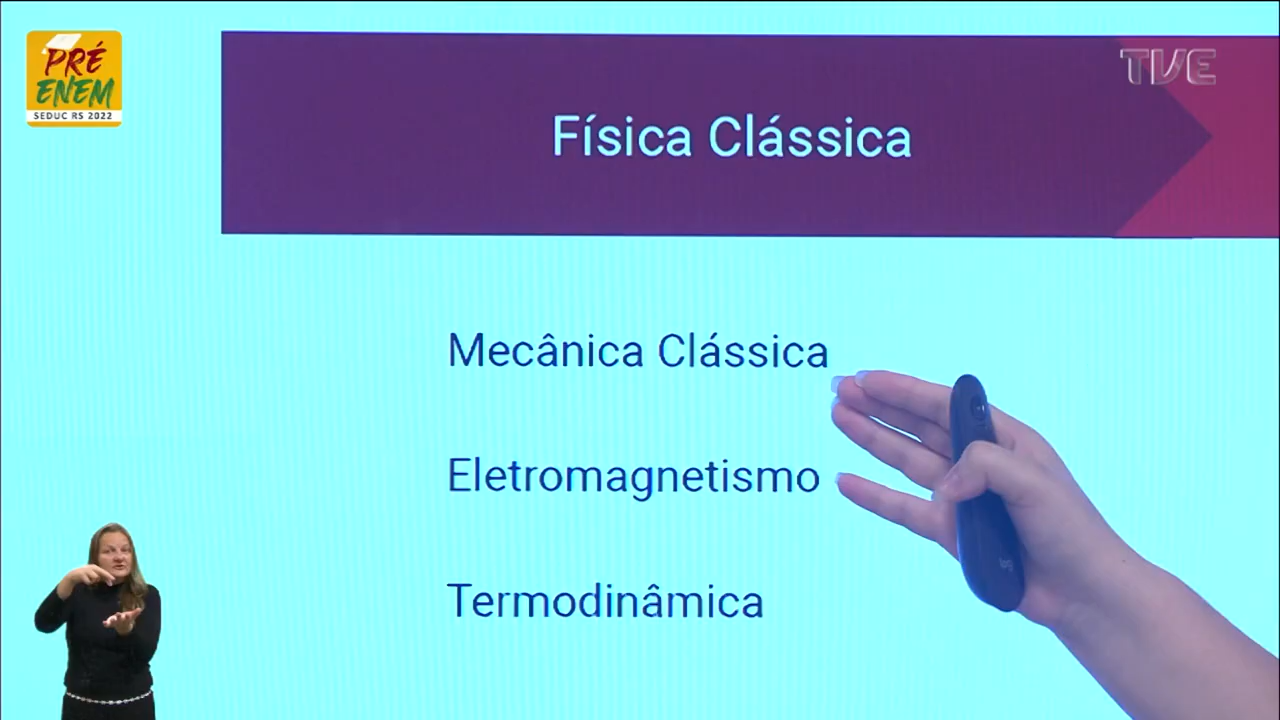 PRÉ
ENEM
SEDUC RS 2022
TVE
Física Clássica
Mecânica Clássica
Eletromagnetismo
Termodinâmica